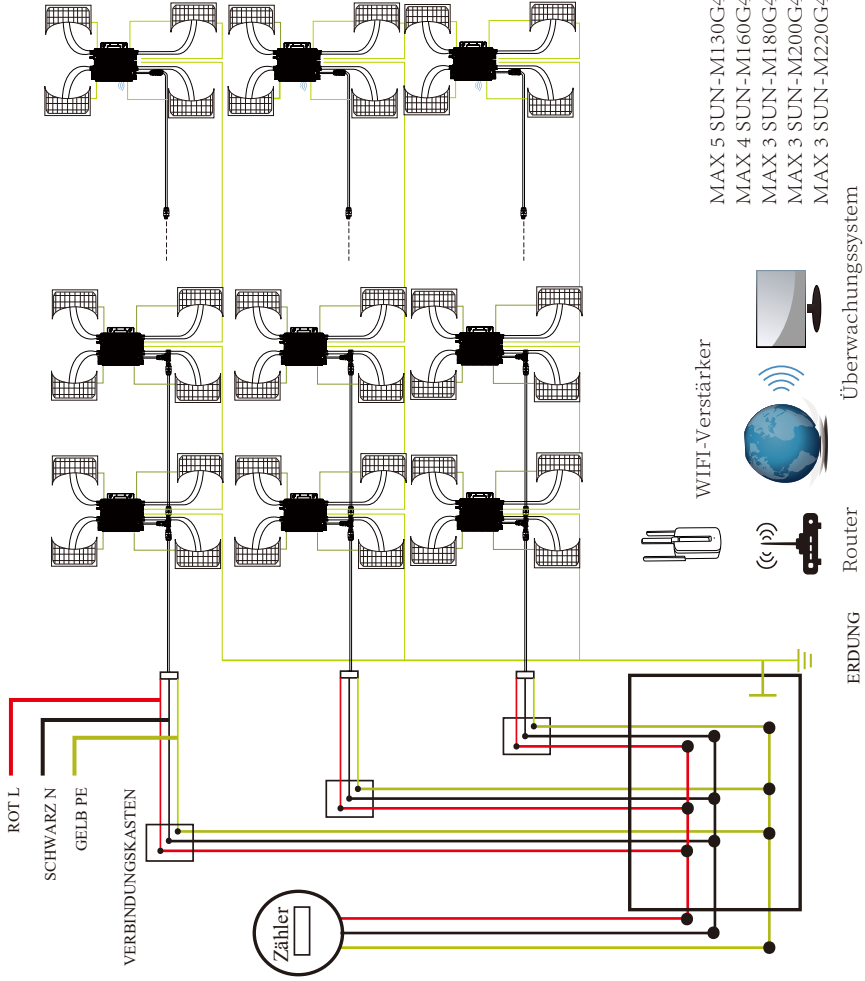 ROT L
SCHWARZ N
GELB PE
VERBINDUNGSKASTEN
Zähler
WIFI-Verstärker
ERDUNG
Router
Überwachungssystem
MAX 5 SUN-M130G4
MAX 4 SUN-M160G4
MAX 3 SUN-M180G4
MAX 3 SUN-M200G4
MAX 3 SUN-M220G4